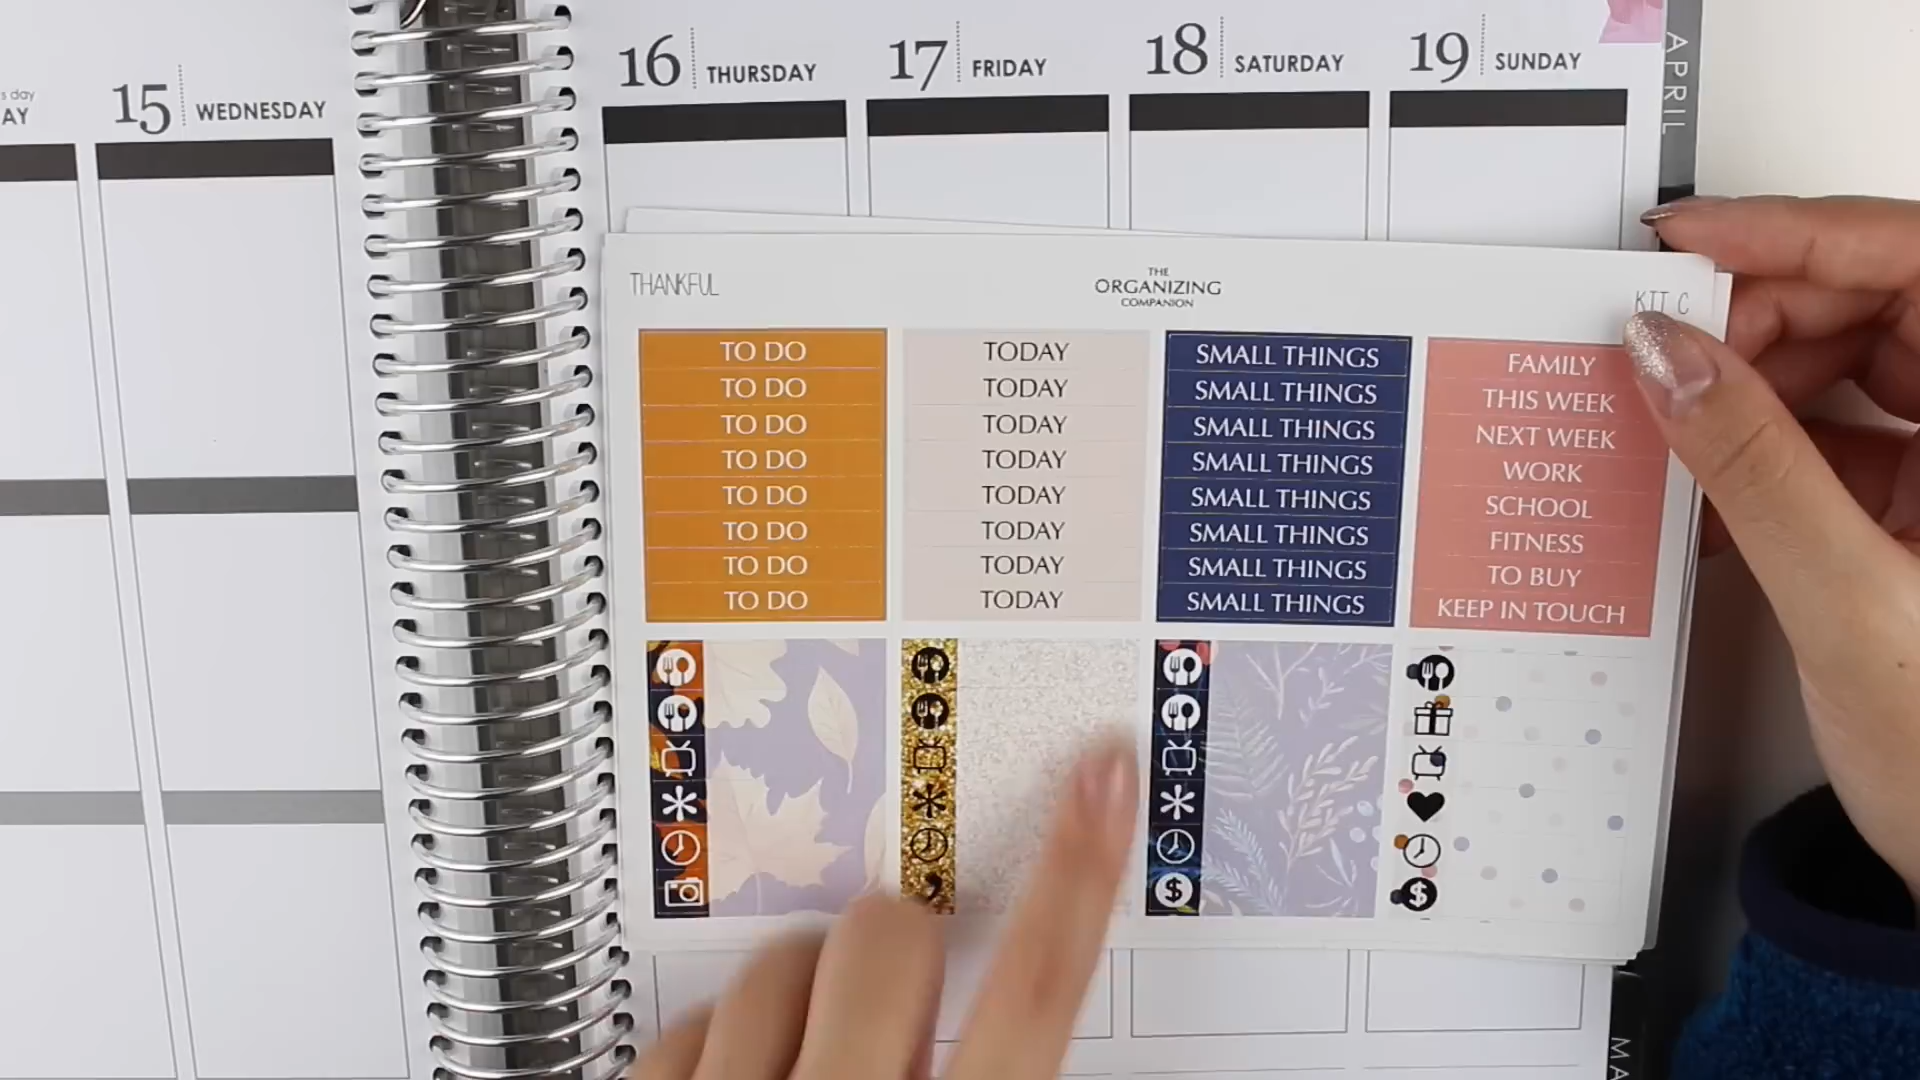 s day
AY
15 WEDNESDAY
16 THURSDAY
17 FRIDAY
18 SATURDAY
19 SUNDAY
APRIL
THANKFUL
THE
ORGANIZING
COMPANION
KIT C
TO DO
TO DO
TO DO
TO DO
TO DO
TO DO
TO DO
TO DO
TODAY
TODAY
TODAY
TODAY
TODAY
TODAY
TODAY
TODAY
SMALL THINGS
SMALL THINGS
SMALL THINGS
SMALL THINGS
SMALL THINGS
SMALL THINGS
SMALL THINGS
SMALL THINGS
FAMILY
THIS WEEK
NEXT WEEK
WORK
SCHOOL
FITNESS
TO BUY
KEEP IN TOUCH
$
$
MA